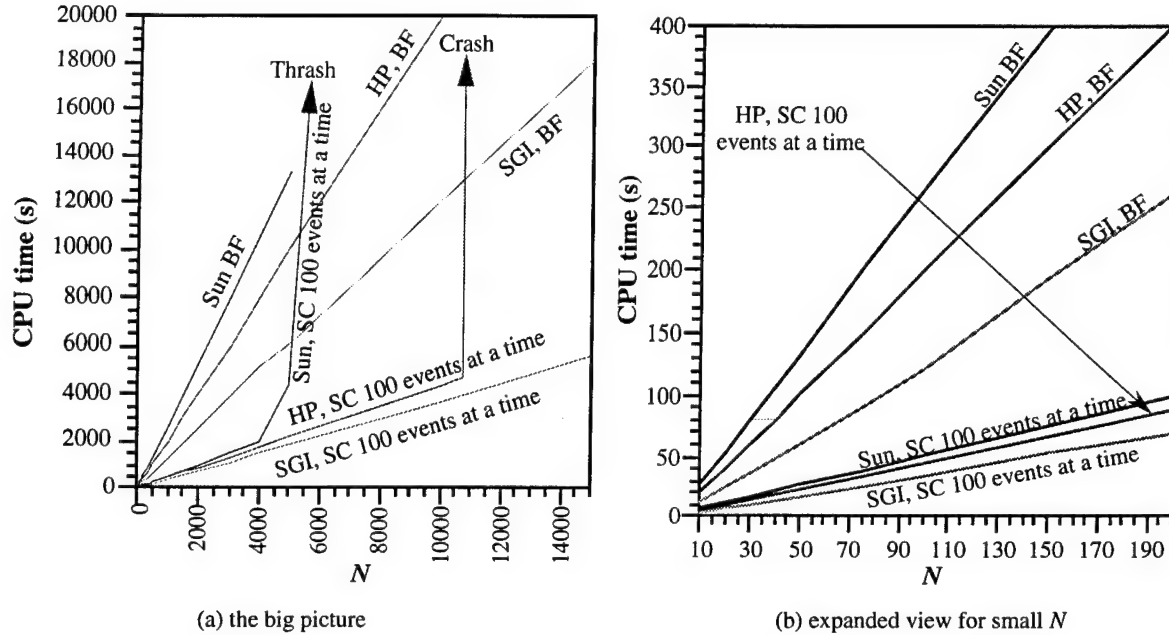 20000
18000
16000
14000
12000
10000
8000
6000
4000
2000
0
CPU time (s)
Thrash
Crash
HP, BF
SGI, BF
Sun BF
Sun, SC 100 events at a time
HP, SC 100 events at a time
SGI, SC 100 events at a time
0
2000
4000
6000
8000
10000
12000
14000
N
(a) the big picture
400
350
300
250
200
150
100
50
0
CPU time (s)
Sun BF
HP, BF
HP, SC 100
events at a time
SGI, BF
Sun, SC 100 events at a time
SGI, SC 100 events at a time
10 30 50 70 90 110 130 150 170 190
N
(b) expanded view for small N